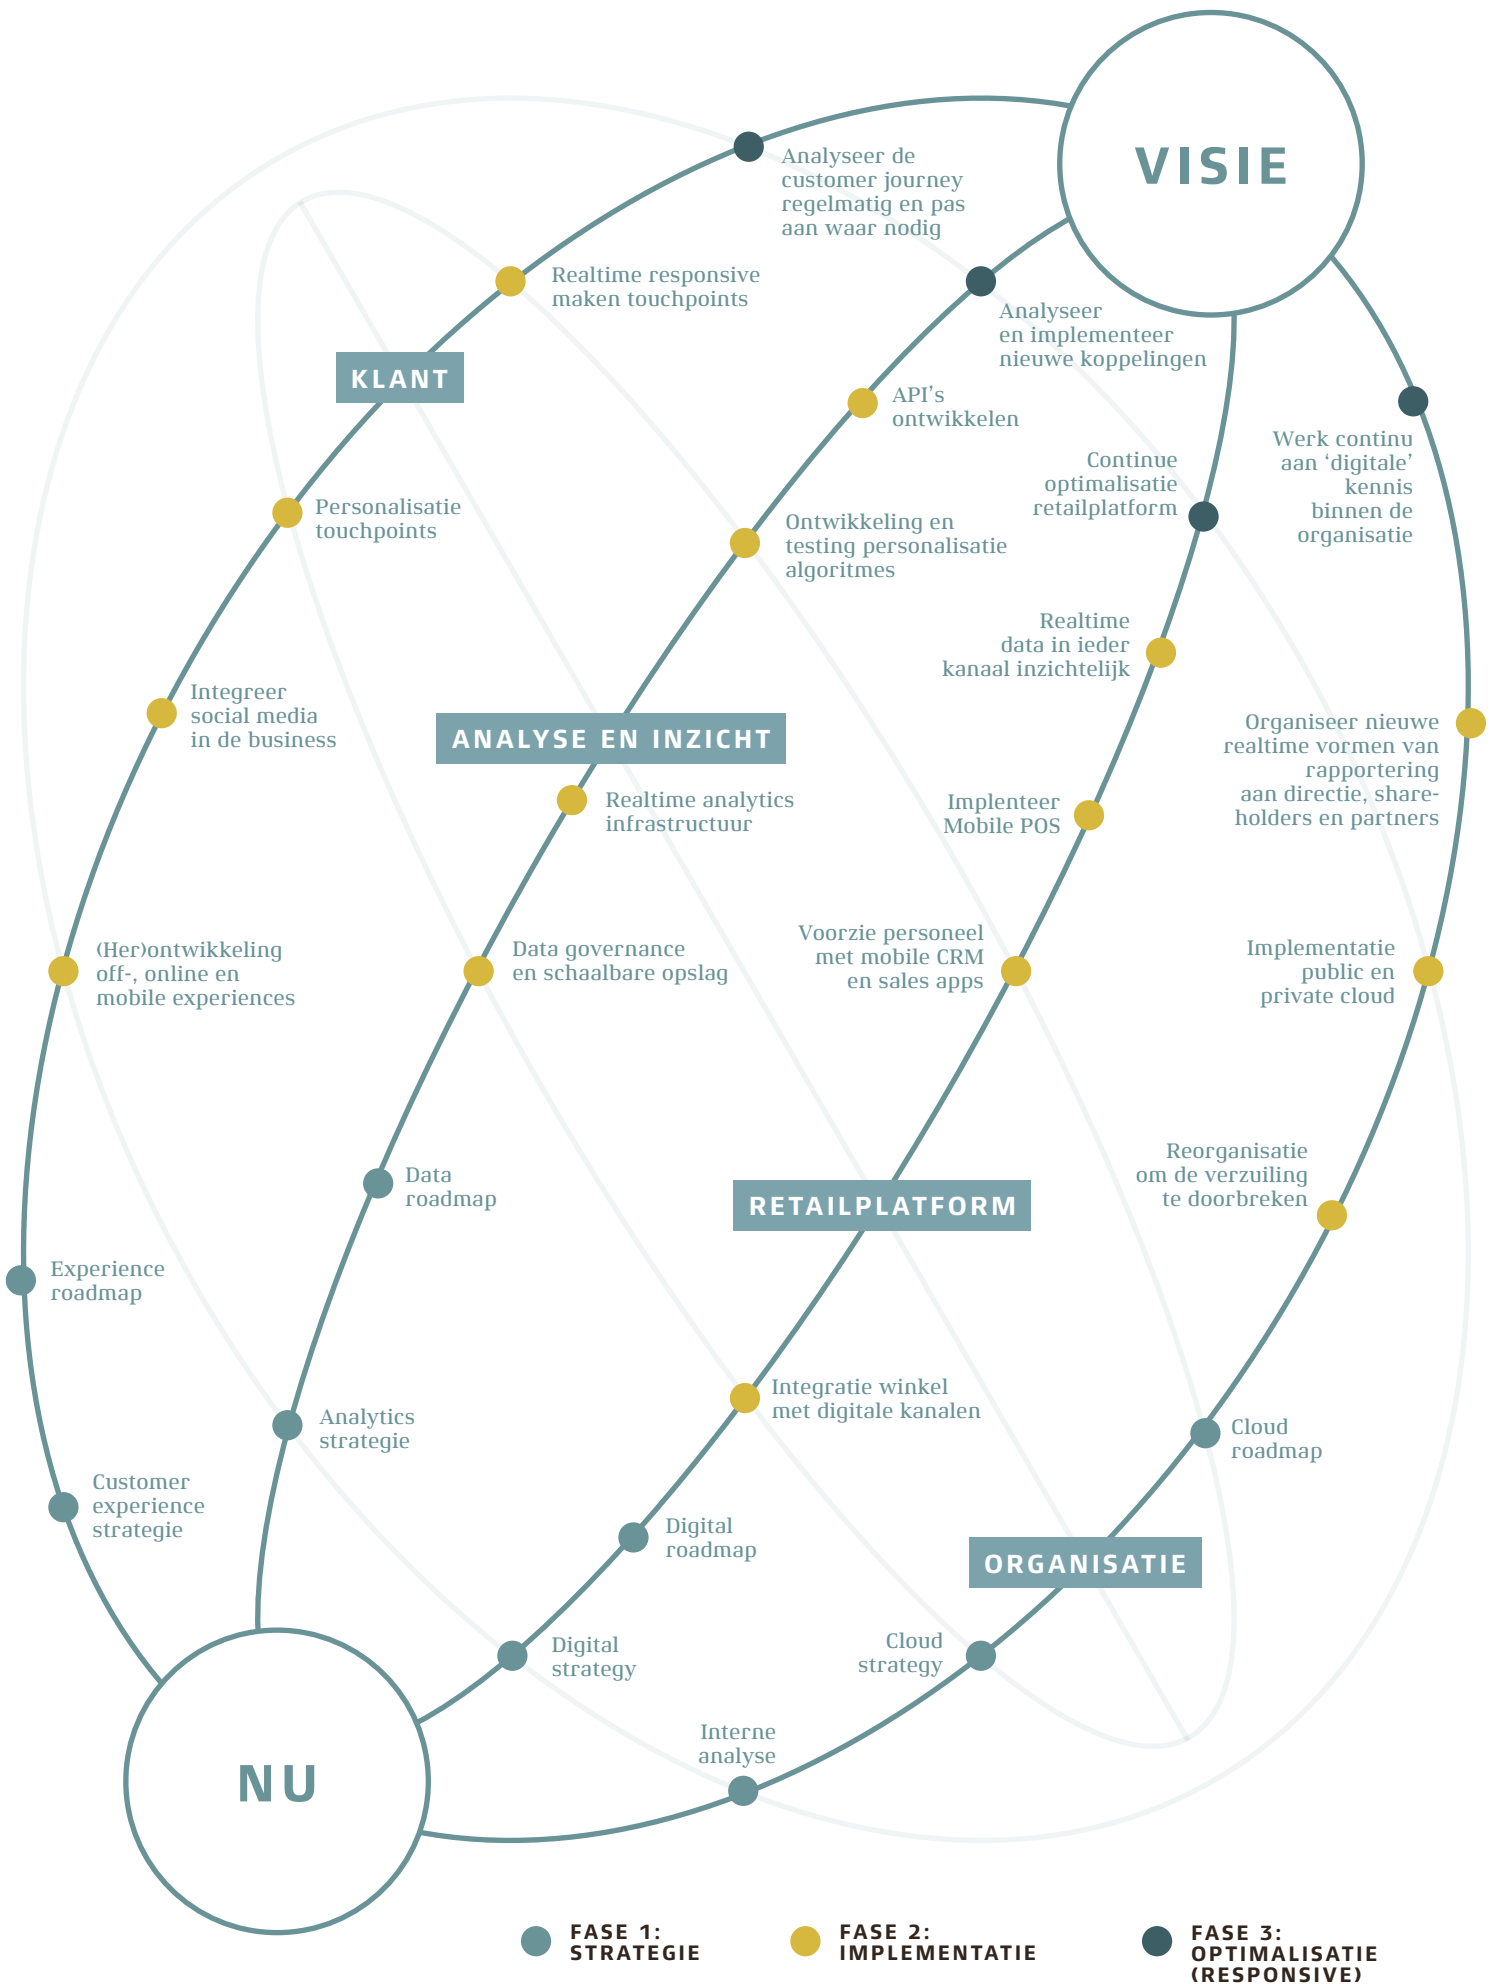 VISIE
Analyseer de
customer journey
regelmatig en pas
aan waar nodig
Realtime responsive
maken touchpoints
Analyseer
en implementeer
nieuwe koppelingen
KLANT
API's
ontwikkelen
Werk continu
aan ‘digitale’
kennis
binnen de
organisatie
Continue
optimalisatie
retailplatform
Personalisatie
touchpoints
Ontwikkeling en
testing personalisatie
algoritmes
Realtime
data in ieder
kanaal inzichtelijk
Integreer
social media
in de business
ANALYSE EN INZICHT
Organiseer nieuwe
realtime vormen van
rapportering
aan directie, share-
holders en partners
Realtime analytics
infrastructuur
Implenteer
Mobile POS
(Her)ontwikkeling
off-, online en
mobile experiences
Data governance
en schaalbare opslag
Voorzie personeel
met mobile CRM
en sales apps
Implementatie
public en
private cloud
Data
roadmap
Reorganisatie
om de verzuiling
te doorbreken
RETAILPLATFORM
Experience
roadmap
Integratie winkel
met digitale kanalen
Analytics
strategie
Cloud
roadmap
Customer
experience
strategie
Digital
roadmap
ORGANISATIE
Digital
strategy
Cloud
strategy
Interne
analyse
NU
FASE 1:
STRATEGIE
FASE 2:
IMPLEMENTATIE
FASE 3:
OPTIMALISATIE
(RESPONSIVE)